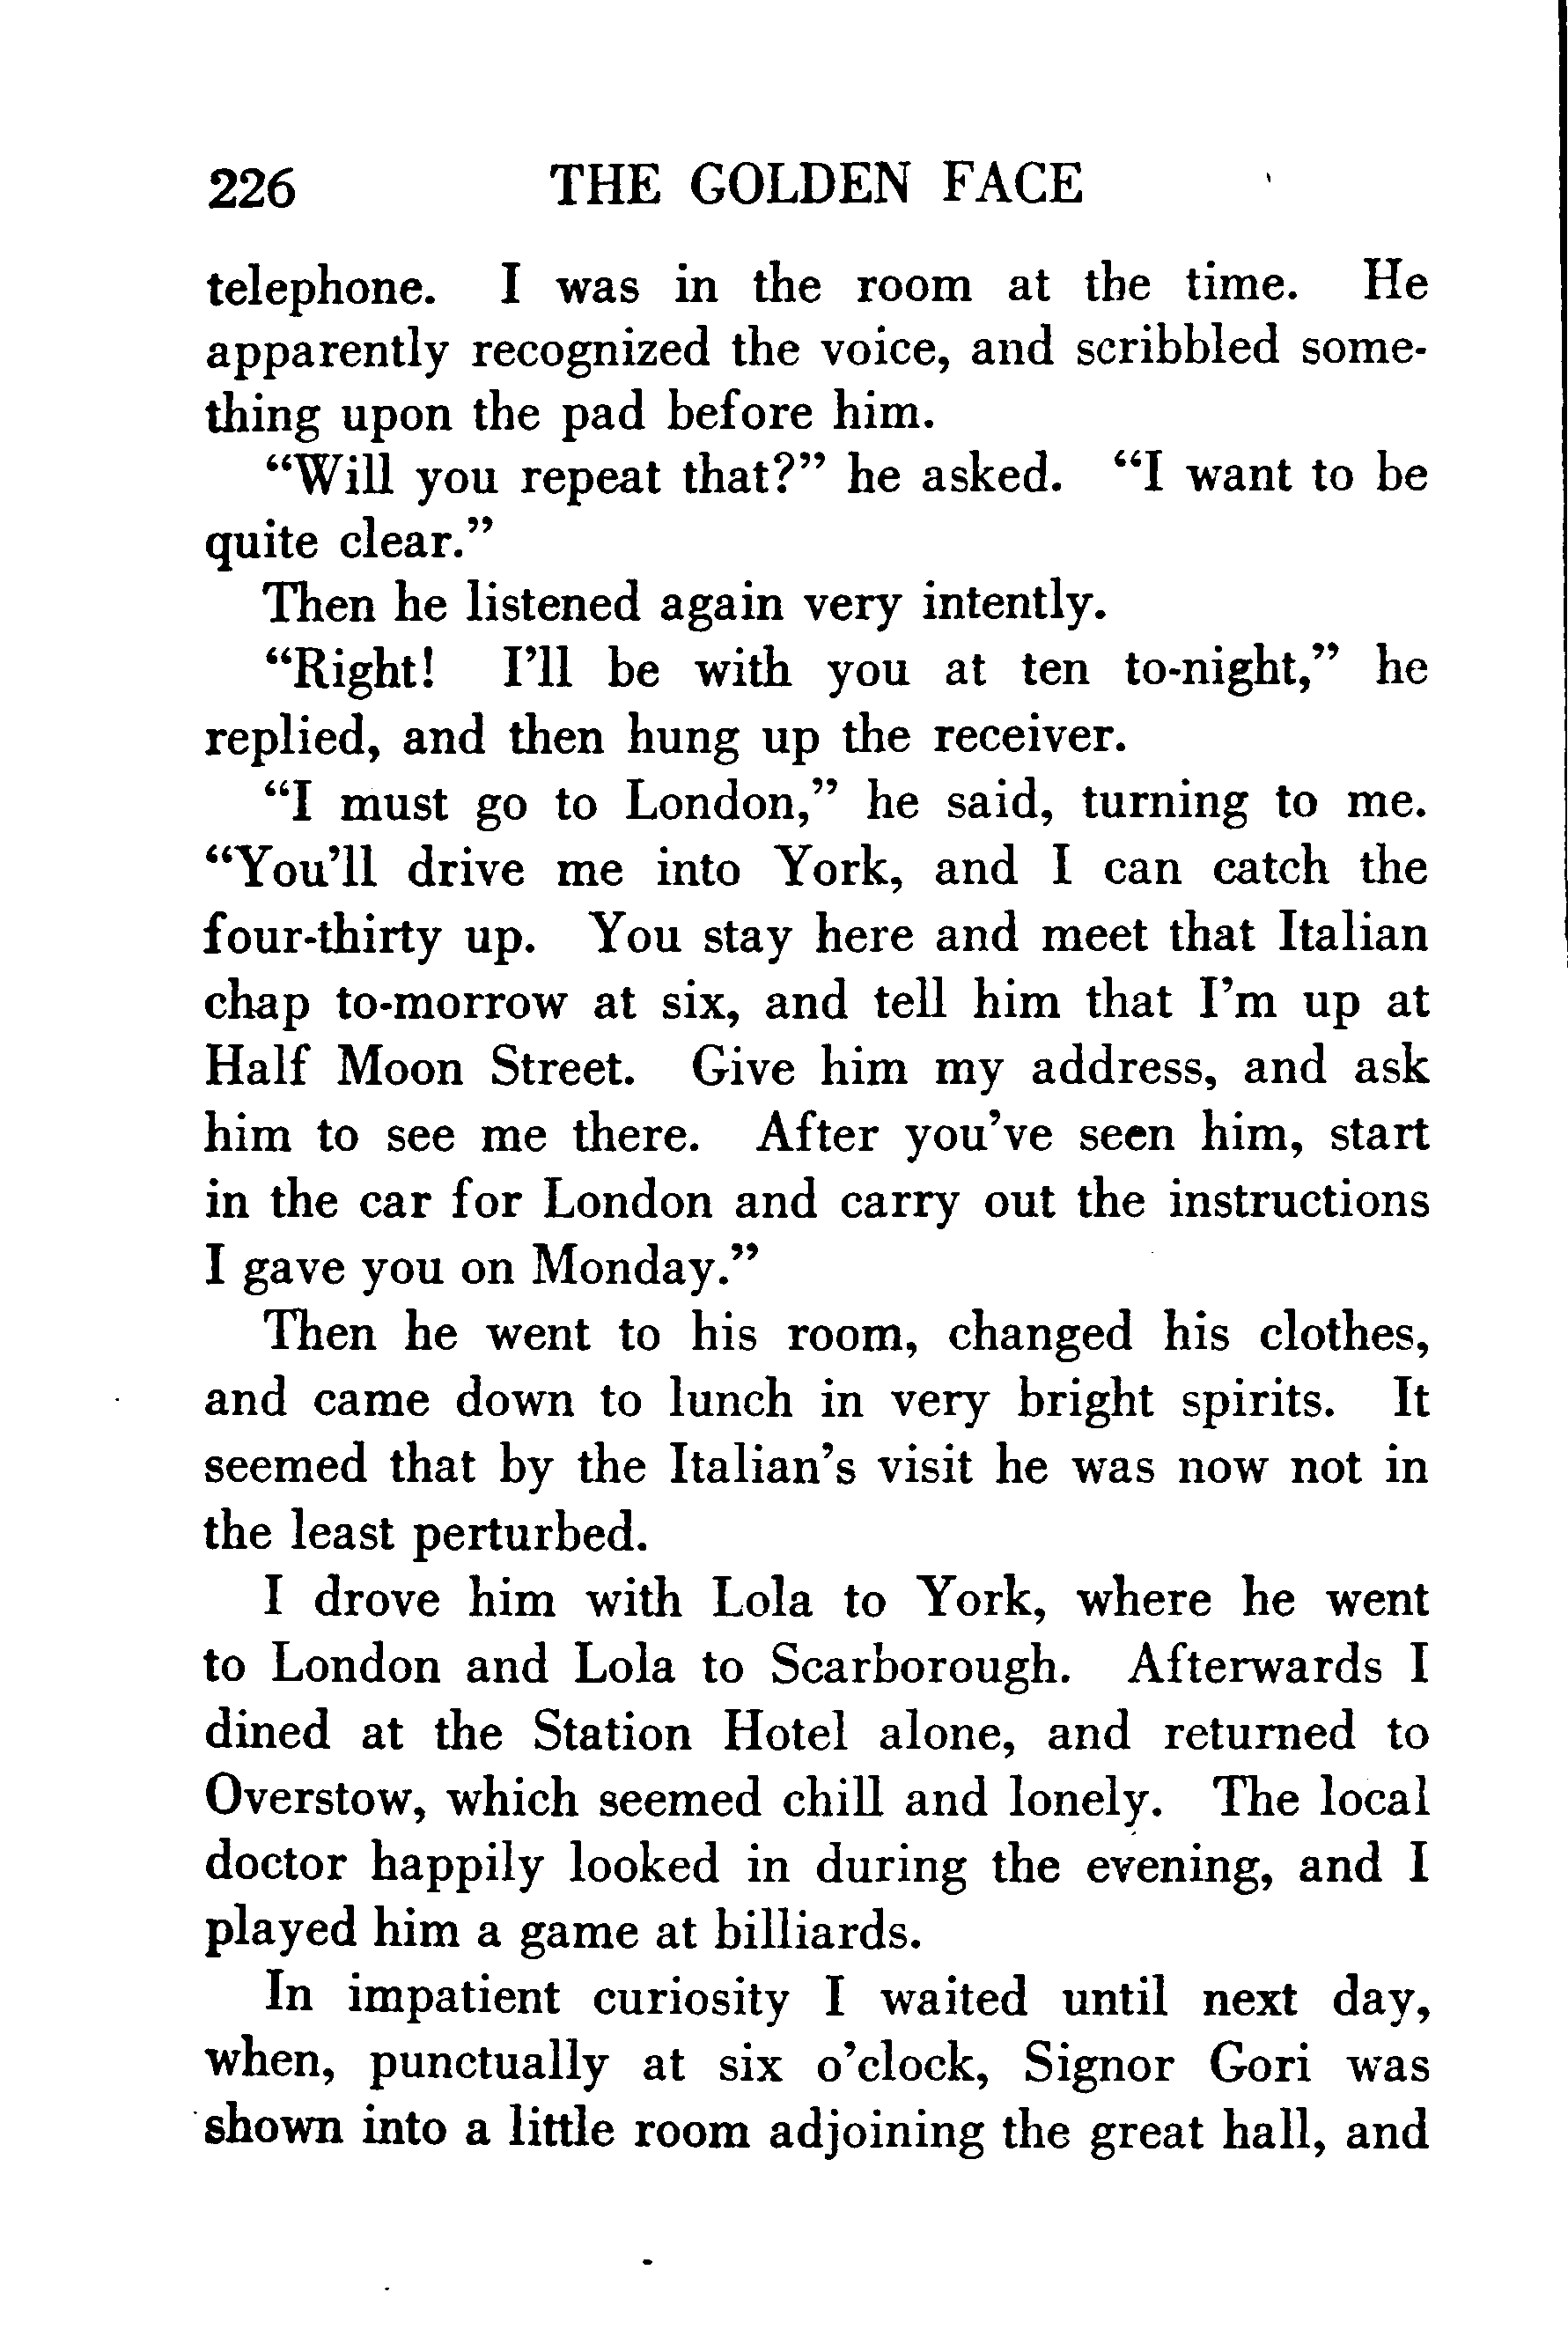 226 THE GOLDEN FACE
telephone. I was in the room at the time. He
apparently recognized the voice, and scribbled some-
thing upon the pad before him.
“Will you repeat that?” he asked. “I want to be
quite clear.”
Then he listened again very intently.
“Right! I’ll be with you at ten to-night,” he
replied, and then hung up the receiver.
“I must go to London,” he said, turning to me.
“You’ll drive me into York, and I can catch the
four-thirty up. You stay here and meet that Italian
chap to-morrow at six, and tell him that I’m up at
Half Moon Street. Give him my address, and ask
him to see me there. After you’ve seen him, start
in the car for London and carry out the instructions
I gave you on Monday.”
Then he went to his room, changed his clothes,
and came down to lunch in very bright spirits. It
seemed that by the Italian’s visit he was now not in
the least perturbed.
I drove him with Lola to York, where he went
to London and Lola to Scarborough. Afterwards I
dined at the Station Hotel alone, and returned to
Overstow, which seemed chill and lonely. The local
doctor happily looked in during the evening, and I
played him a game at billiards.
In impatient curiosity I waited until next day,
when, punctually at six o’clock, Signor Gori was
shown into a little room adjoining the great hall, and